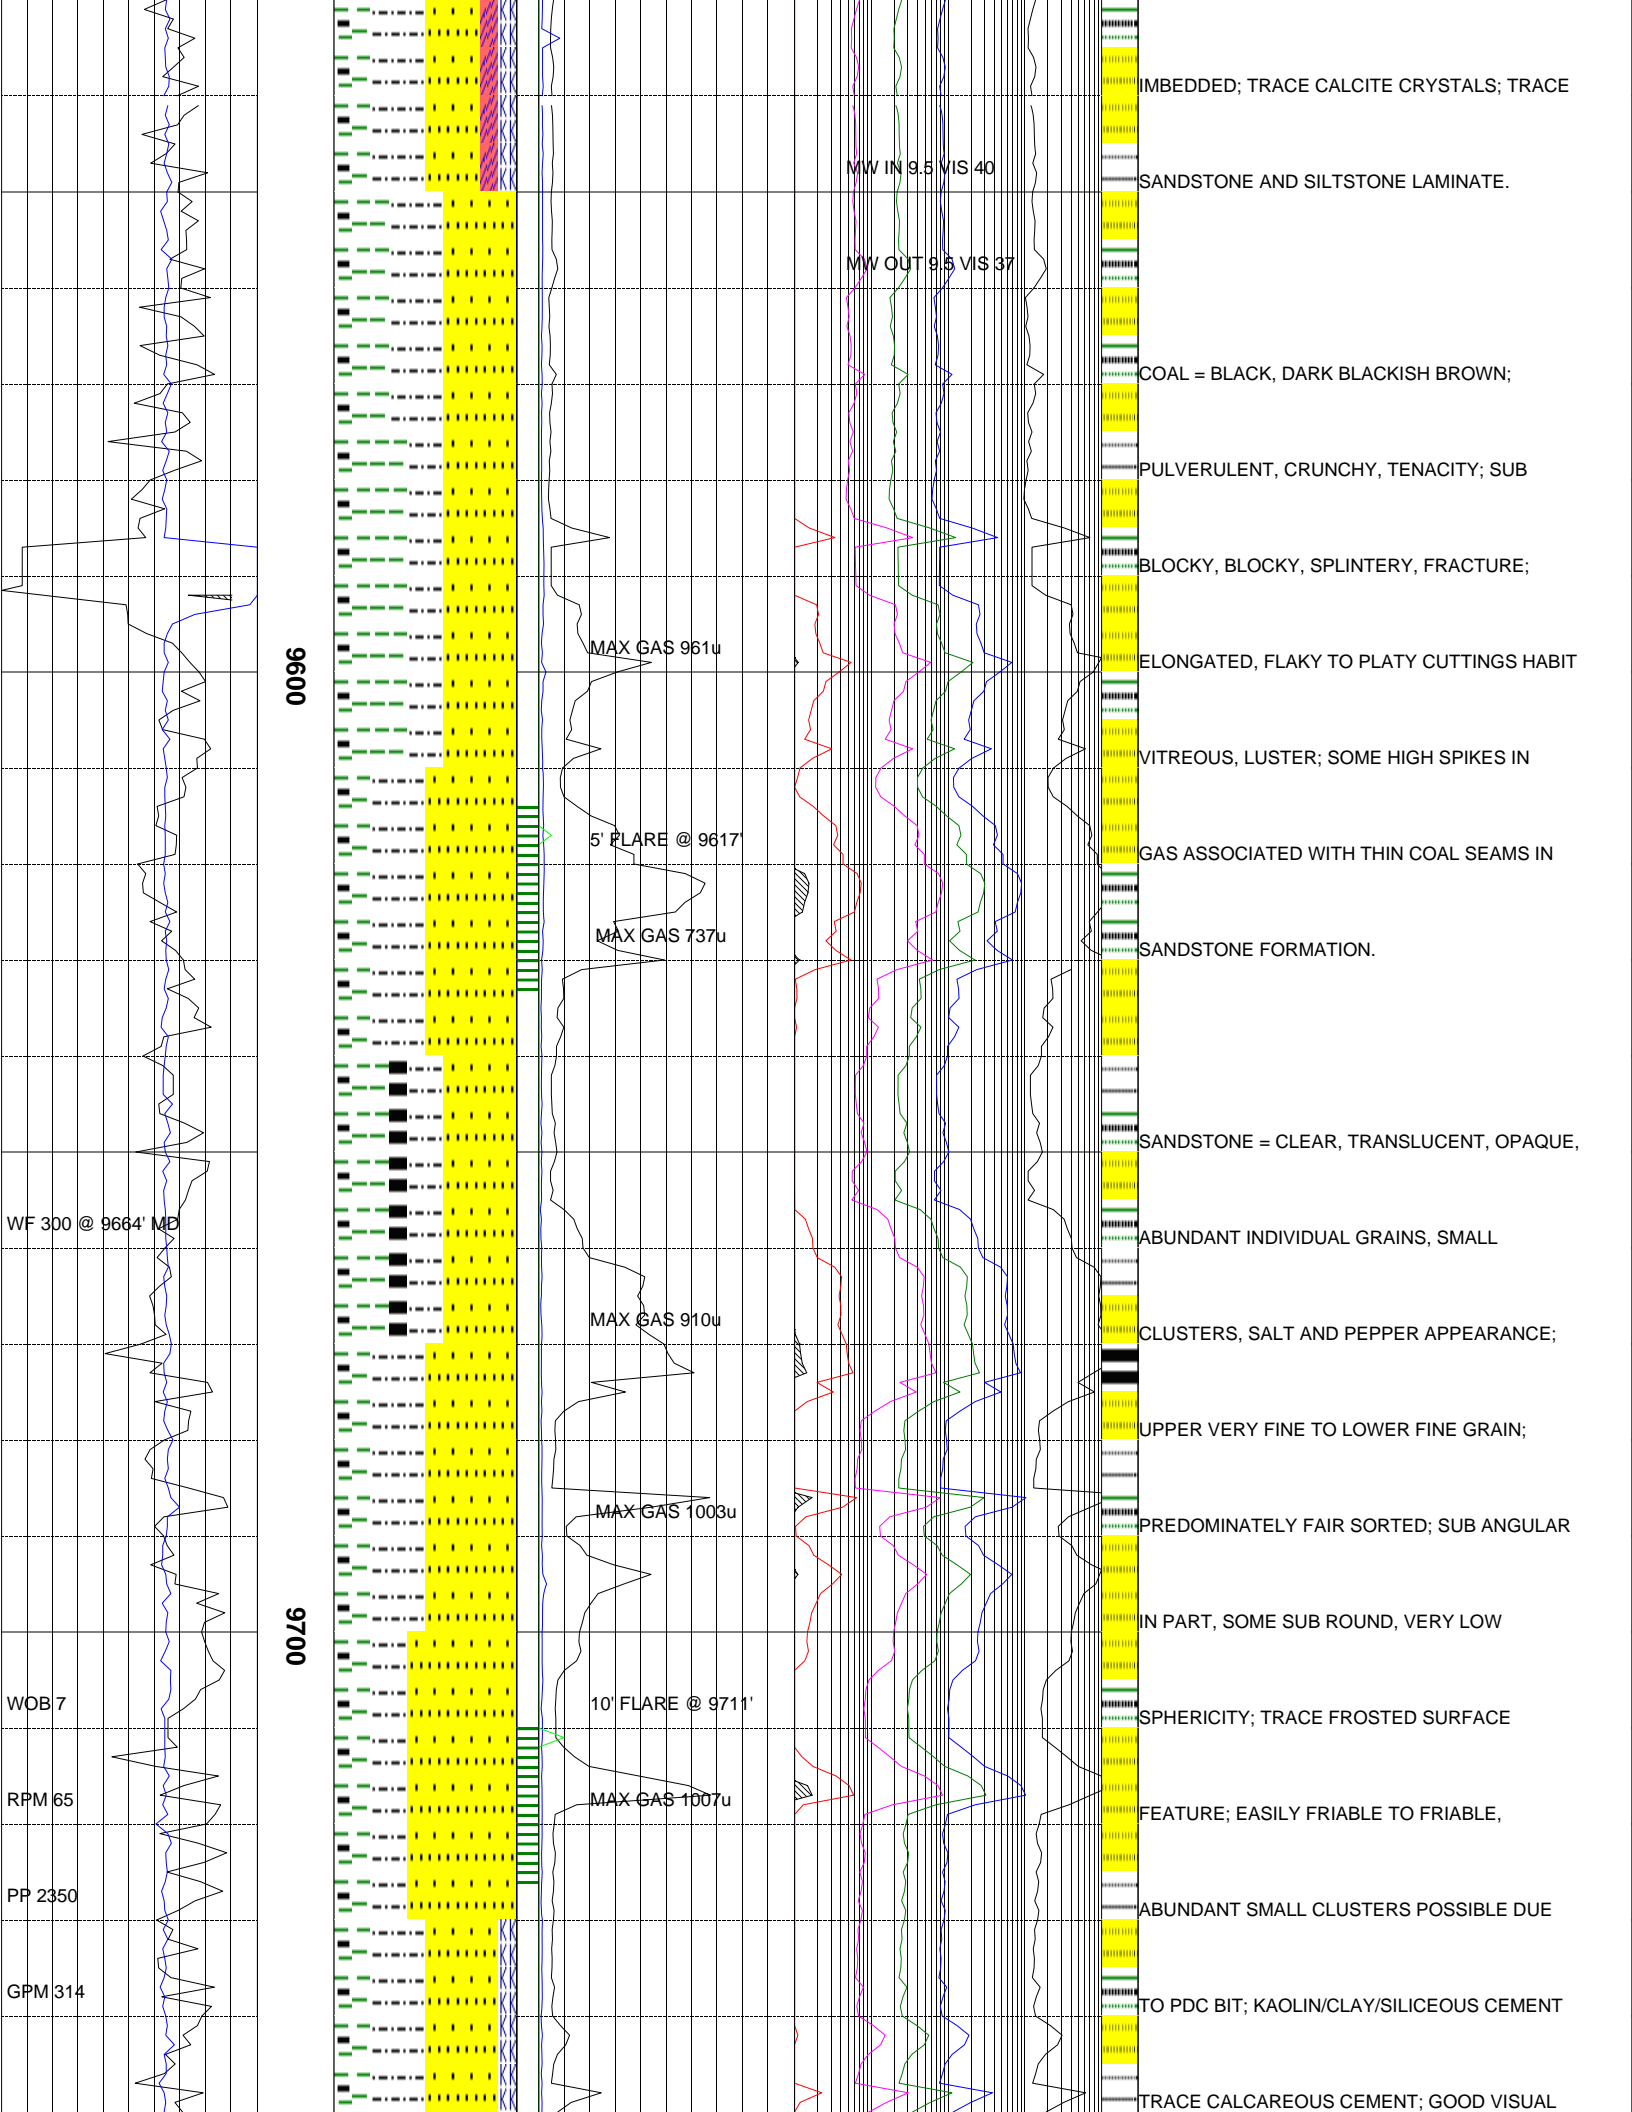 IMBEDDED; TRACE CALCITE CRYSTALS; TRACE
MW IN 9.5 VIS 40
SANDSTONE AND SILTSTONE LAMINATE.
MW OUT 9.5 VIS 37
COAL = BLACK, DARK BLACKISH BROWN;
PULVERULENT, CRUNCHY, TENACITY; SUB
BLOCKY, BLOCKY, SPLINTERY, FRACTURE;
9600
MAX GAS 961u
ELONGATED, FLAKY TO PLATY CUTTINGS HABIT
VITREOUS, LUSTER; SOME HIGH SPIKES IN
5' FLARE @ 9617'
GAS ASSOCIATED WITH THIN COAL SEAMS IN
MAX GAS 737u
SANDSTONE FORMATION.
SANDSTONE = CLEAR, TRANSLUCENT, OPAQUE,
WF 300 @ 9664' MD
ABUNDANT INDIVIDUAL GRAINS, SMALL
MAX GAS 910u
CLUSTERS, SALT AND PEPPER APPEARANCE;
UPPER VERY FINE TO LOWER FINE GRAIN;
MAX GAS 1003u
PREDOMINATELY FAIR SORTED; SUB ANGULAR
9700
IN PART, SOME SUB ROUND, VERY LOW
WOB 7
10' FLARE @ 9711'
SPHERICITY; TRACE FROSTED SURFACE
RPM 65
MAX GAS 1007u
FEATURE; EASILY FRIABLE TO FRIABLE,
PP 2350
ABUNDANT SMALL CLUSTERS POSSIBLE DUE
GPM 314
TO PDC BIT; KAOLIN/CLAY/SILICEOUS CEMENT
TRACE CALCAREOUS CEMENT; GOOD VISUAL